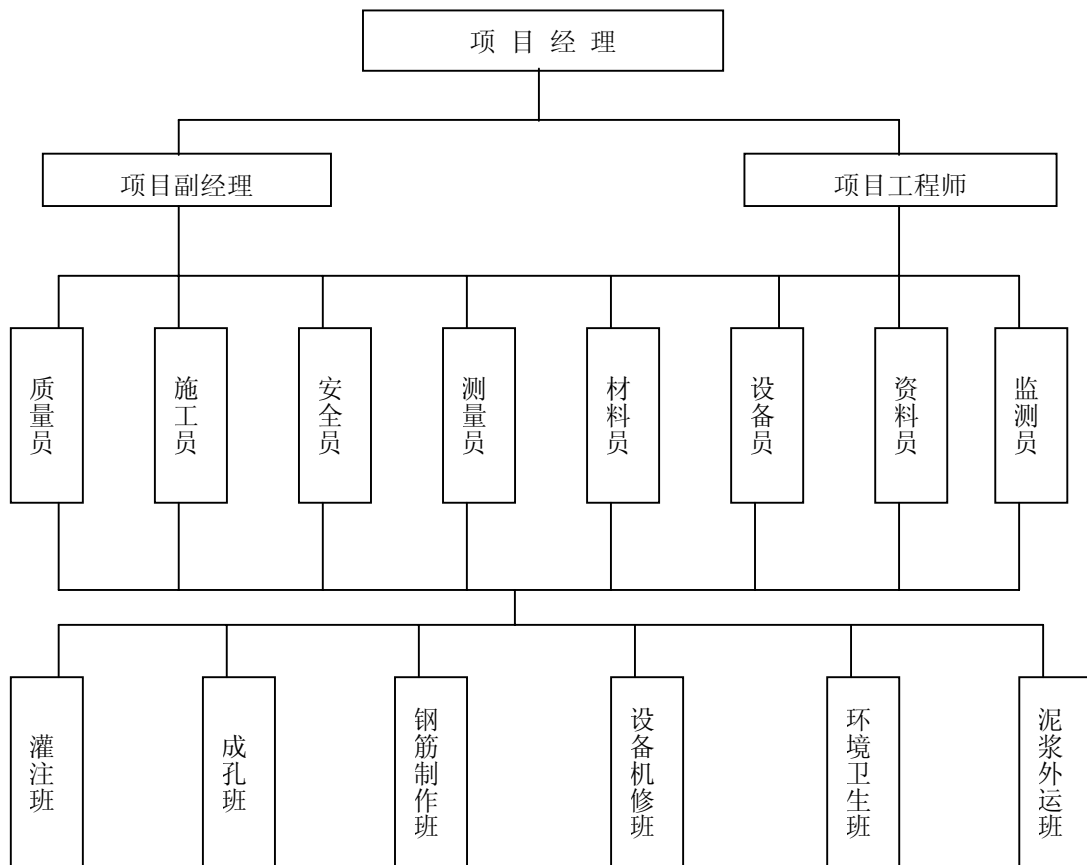 项 目 经 理
项目副经理
项目工程师
质量员
施工员
安全员
测量员
材料员
设备员
资料员
监测员
灌注班
成孔班
钢筋制作班
设备机修班
环境卫生班
泥浆外运班